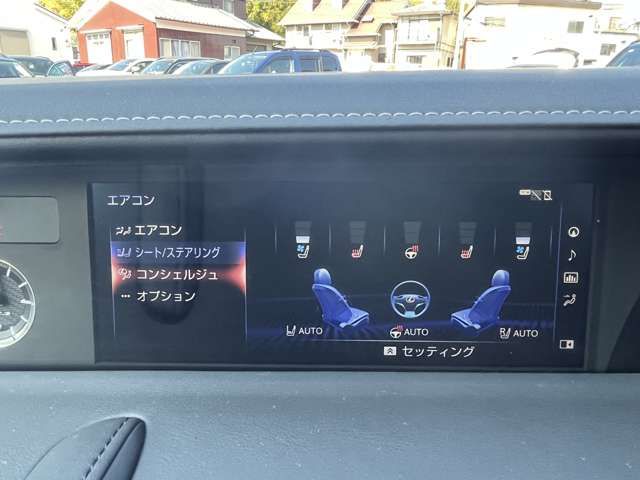 エアコン
エアコン
シート/ステアリング
コンシェルジュ
オプション
L AUTO
AUTO
R AUTO
セッティング